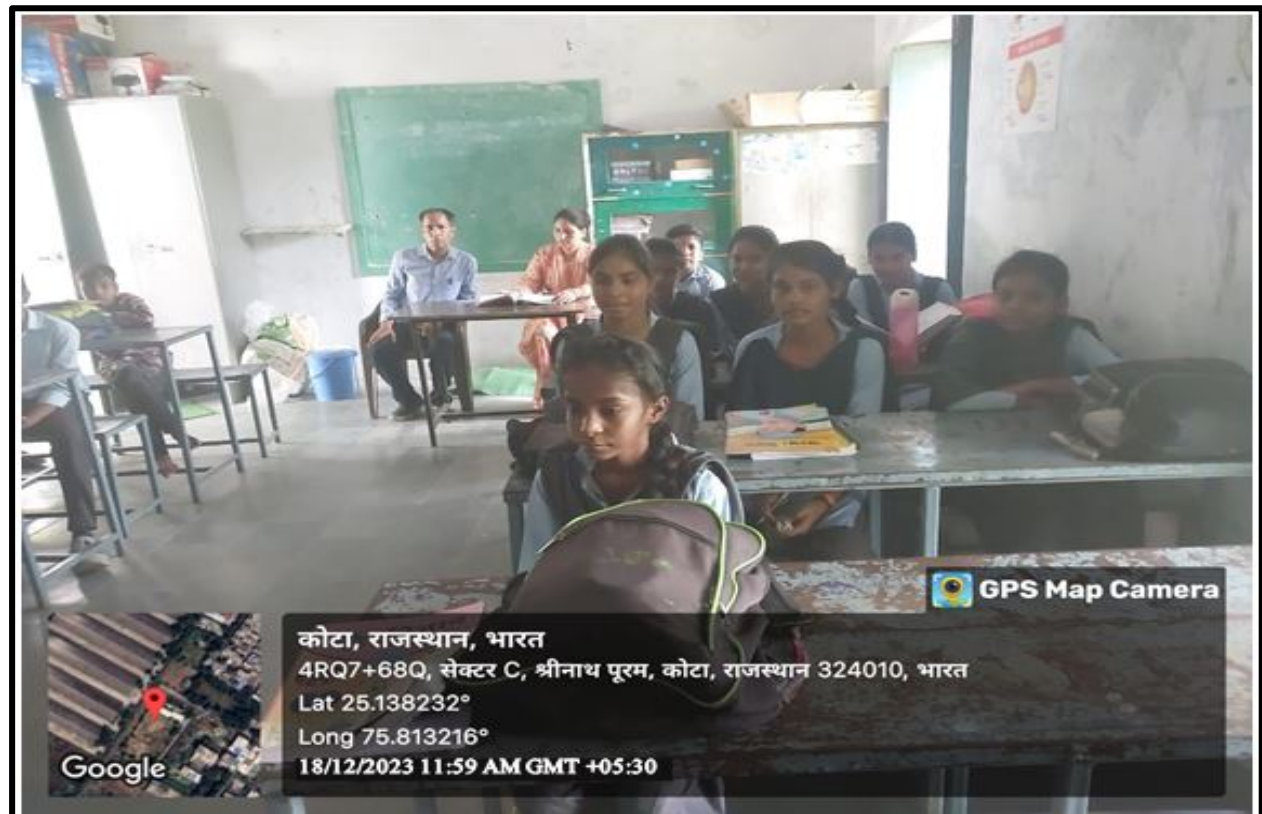 GPS Map Camera
कोटा, राजस्थान, भारत
4RQ7+68Q, सेक्टर C, श्रीनाथ पूरम, कोटा, राजस्थान 324010, भारत
Lat 25.138232°
Long 75.813216°
18/12/2023 11:59 AM GMT +05:30
Google